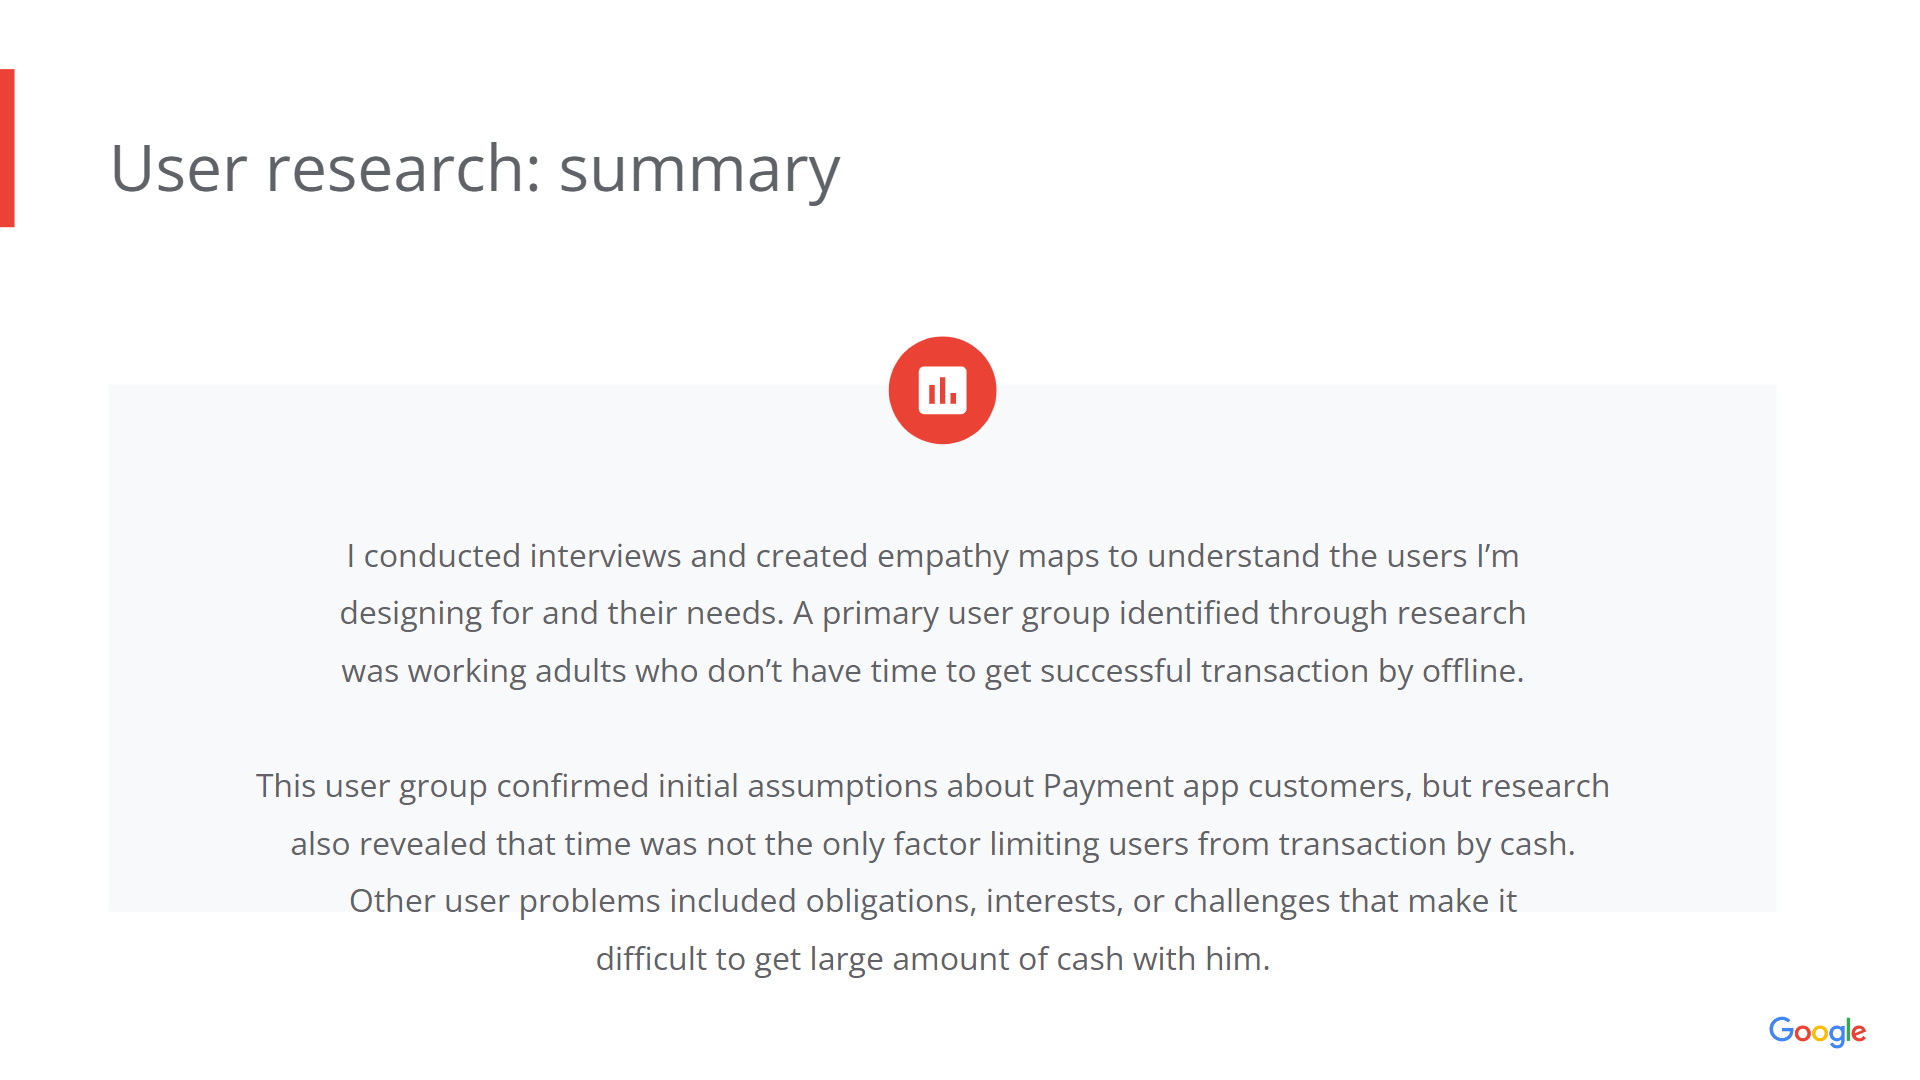 User research: summary
I conducted interviews and created empathy maps to understand the users I’m
designing for and their needs. A primary user group identified through research
was working adults who don’t have time to get successful transaction by offline.
This user group confirmed initial assumptions about Payment app customers, but research
also revealed that time was not the only factor limiting users from transaction by cash.
Other user problems included obligations, interests, or challenges that make it
difficult to get large amount of cash with him.
Google